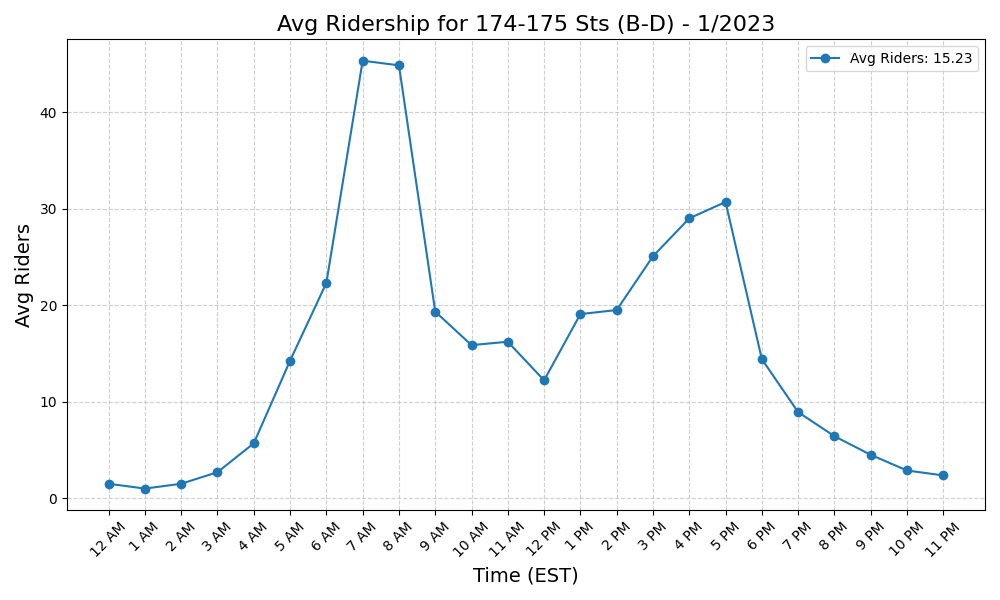 Avg Ridership for 174-175 Sts (B-D) - 1/2023
Avg Riders: 15.23
Avg Riders
40
30
20
10
0
12 AM
1 AM
2 AM
3 AM
4 AM
5 AM
6 AM
7 AM
8 AM
9 AM
10 AM
11 AM
12 PM
1 PM
2 PM
3 PM
4 PM
5 PM
6 PM
7 PM
8 PM
9 PM
10 PM
11 PM
Time (EST)